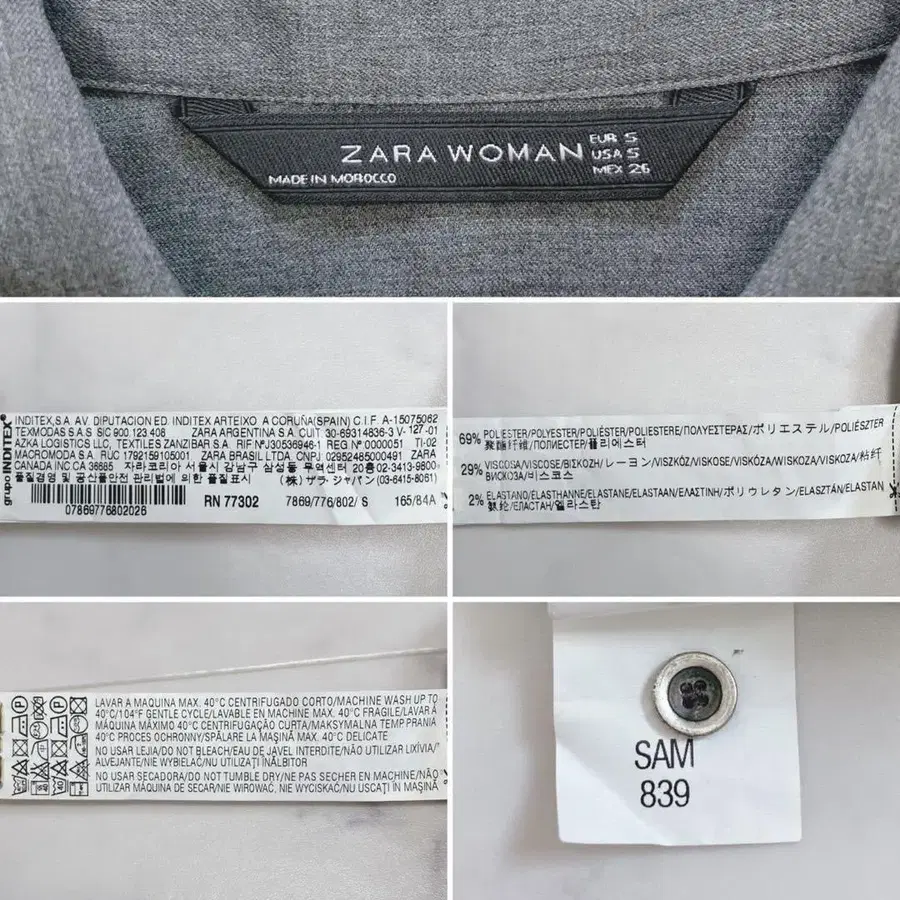 ZARA WOMAN
EUR S
USA S
MEX 26
MADE IN MOROCCO
grupo INDITEX®
INDITEX,S.A. AV. DIPUTACION ED. INDITEX ARTEIXO A CORUÑA(SPAIN) C.I.F. A-15075062
TEXMODAS S.A.S. SIC 900 123 408 ZARA ARGENTINA S.A. CUIT 30-69314836-3 V-127-01
AZKA LOGISTICS LLC, TEXTILES ZANZIBAR S.A. RIF Nº J30536946-1 REG Nº 0000051 TI-02
MACROMODA S.A. RUC 1792159109001 ZARA BRASIL LTDA. CNPJ: 02952485000491 ZARA
CANADA INC.CA 36685 자라코리아 서울시 강남구 삼성동 무역센터 20층 02-3413-9800
품질경영 및 공산품안전 관리법에 의한 품질표시 (株) ザラ・ジャパン (03-6415-8061)
07869776802026 RN 77302 7869/776/802/ S 165/84A
69% POLIESTER/POLYESTER/POLIÉSTER/POLIESTERE/ΠΟΛΥΕΣΤΕΡΑΣ/ポリエステル/POLIÉSZTER
聚酯纤维/ПОЛИЕСТЕР/폴리에스터
29% VISCOSA/VISCOSE/ВІЗКОЗН/レーヨン/VISZKÓZ/VISKOSE/VISKÓZA/WISKOZA/VISKOZA/粘纤
ВИСКОЗА/비스코스
2% ELASTANO/ÉLASTHANNE/ELASTANE/ELASTAAN/ΕΛΑΣΤΙΝΗ/ポリウレタン/ELASZTÁN/ELASTAN
氨纶/ЕЛАСТАН/엘라스탄
LAVAR A MAQUINA MAX. 40°C CENTRIFUGADO CORTO/MACHINE WASH UP TO
40°C/104°F GENTLE CYCLE/LAVABLE EN MACHINE MAX. 40°C FRAGILE/LAVAR À
MÁQUINA MÁXIMO 40°C CENTRIFUGAÇÃO CURTA/MAKSYMALNA TEMP PRANIA
40°C PROCES OCHRONNY/SPĂLARE LA MAȘINĂ MAX. 40°C DELICATE
NO USAR LEJIA/DO NOT BLEACH/EAU DE JAVEL INTERDITE/NÃO UTILIZAR LIXÍVIA/
ALVEJANTE/NIE WYBIELAĆ/NU UTILIZAȚI ÎNĂLBITOR
NO USAR SECADORA/DO NOT TUMBLE DRY/NE PAS SECHER EN MACHINE/NÃO
UTILIZAR MÁQUINA DE SECAR/NIE WIROWAĆ, NIE WYCISKAĆ/NU USCAȚI IN MAȘINĂ
SAM
839